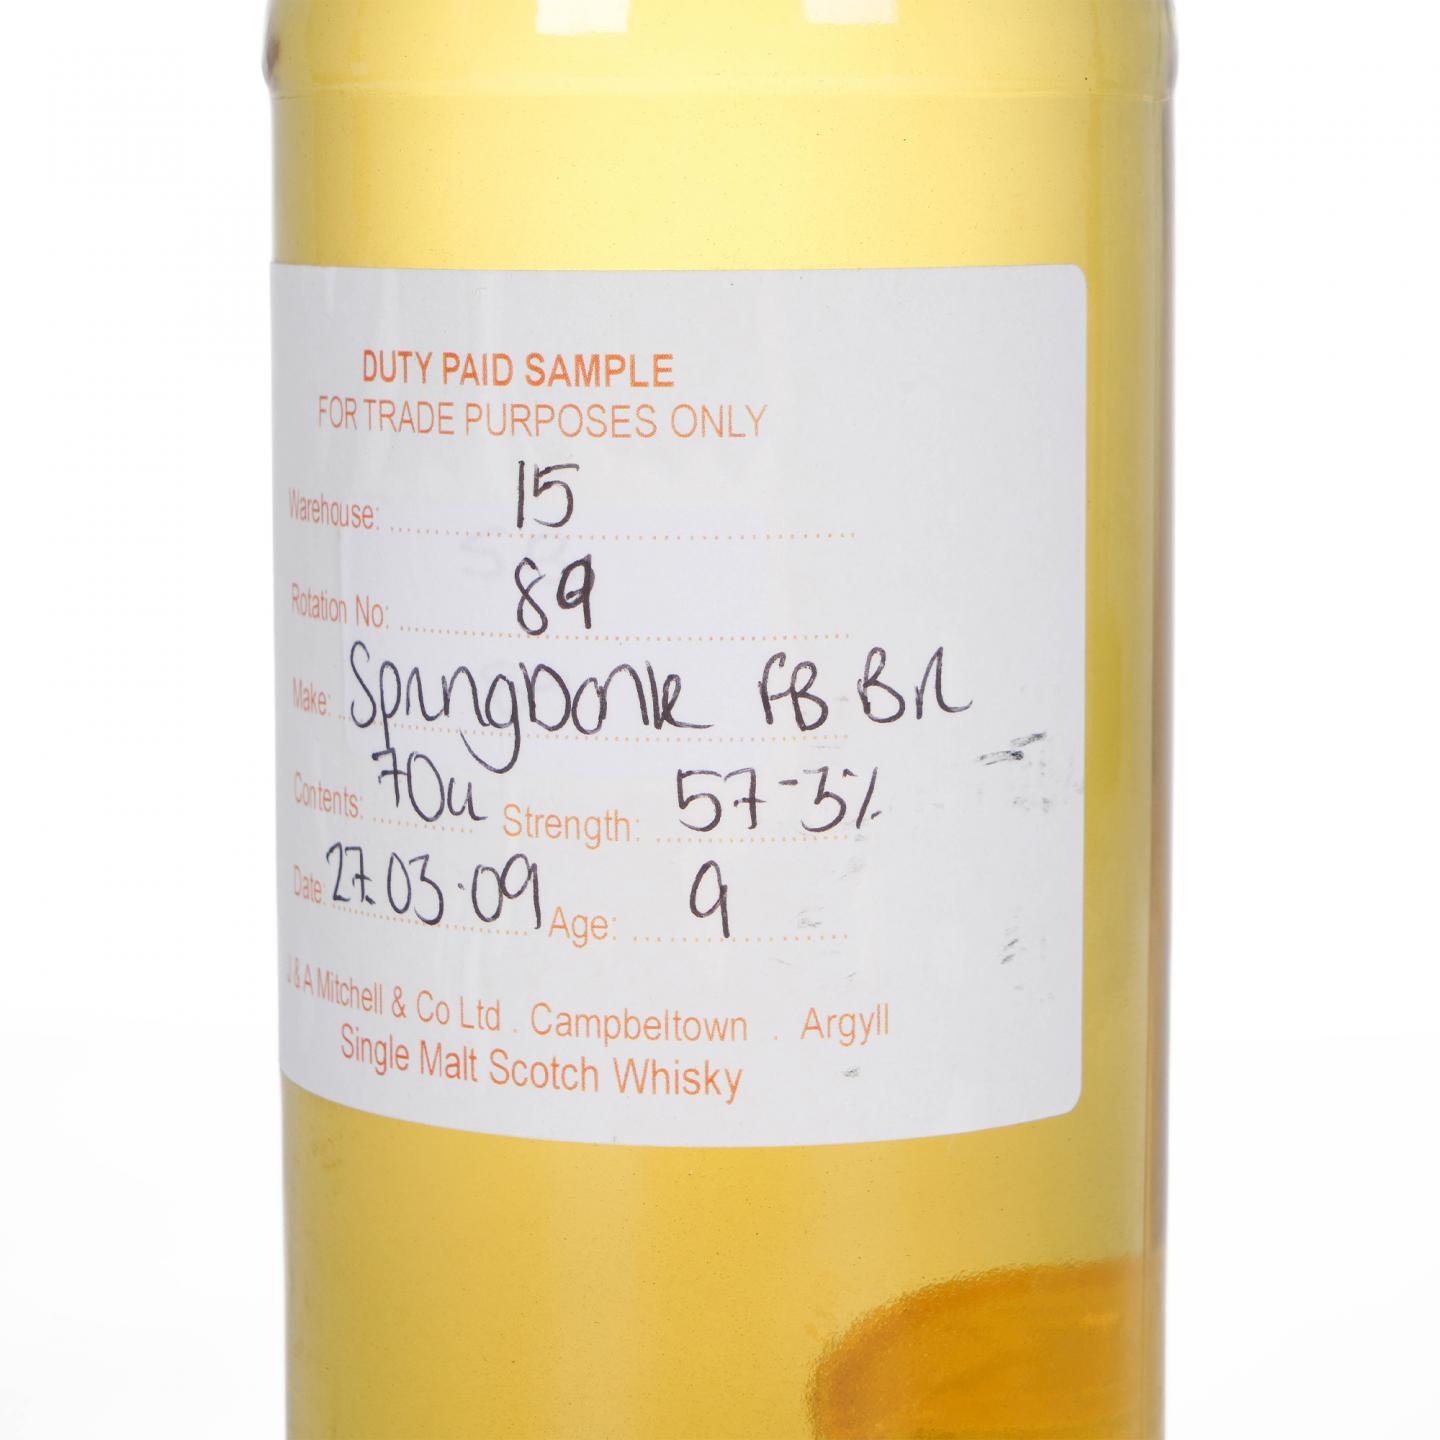 DUTY PAID SAMPLE
FOR TRADE PURPOSES ONLY
Warehouse: 15
Rotation No: 89
Make: Springbank FB BRL
Contents: 70cl Strength: 57-3%
Date: 27.03.09 Age: 9
J & A Mitchell & Co Ltd . Campbeltown . Argyll
Single Malt Scotch Whisky